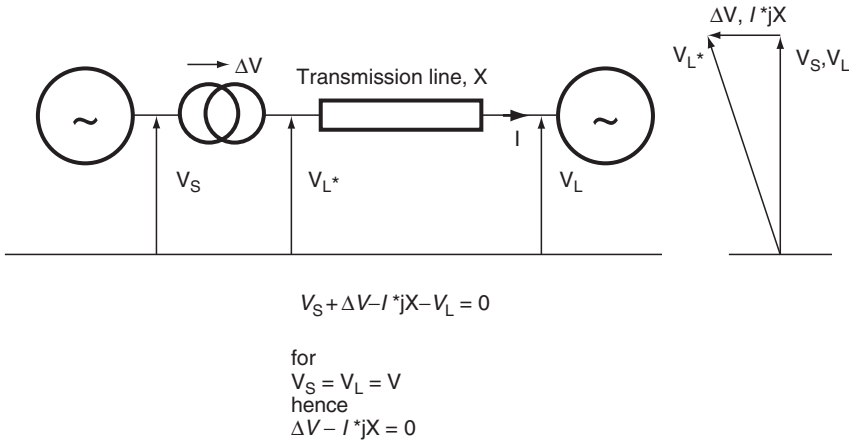 ΔV, I*jX
ΔV
V_L*
V_S,V_L
Transmission line, X
~
~
I
V_S
V_L*
V_L
V_S+ΔV–I*jX–V_L = 0
for
V_S = V_L = V
hence
ΔV – I*jX = 0